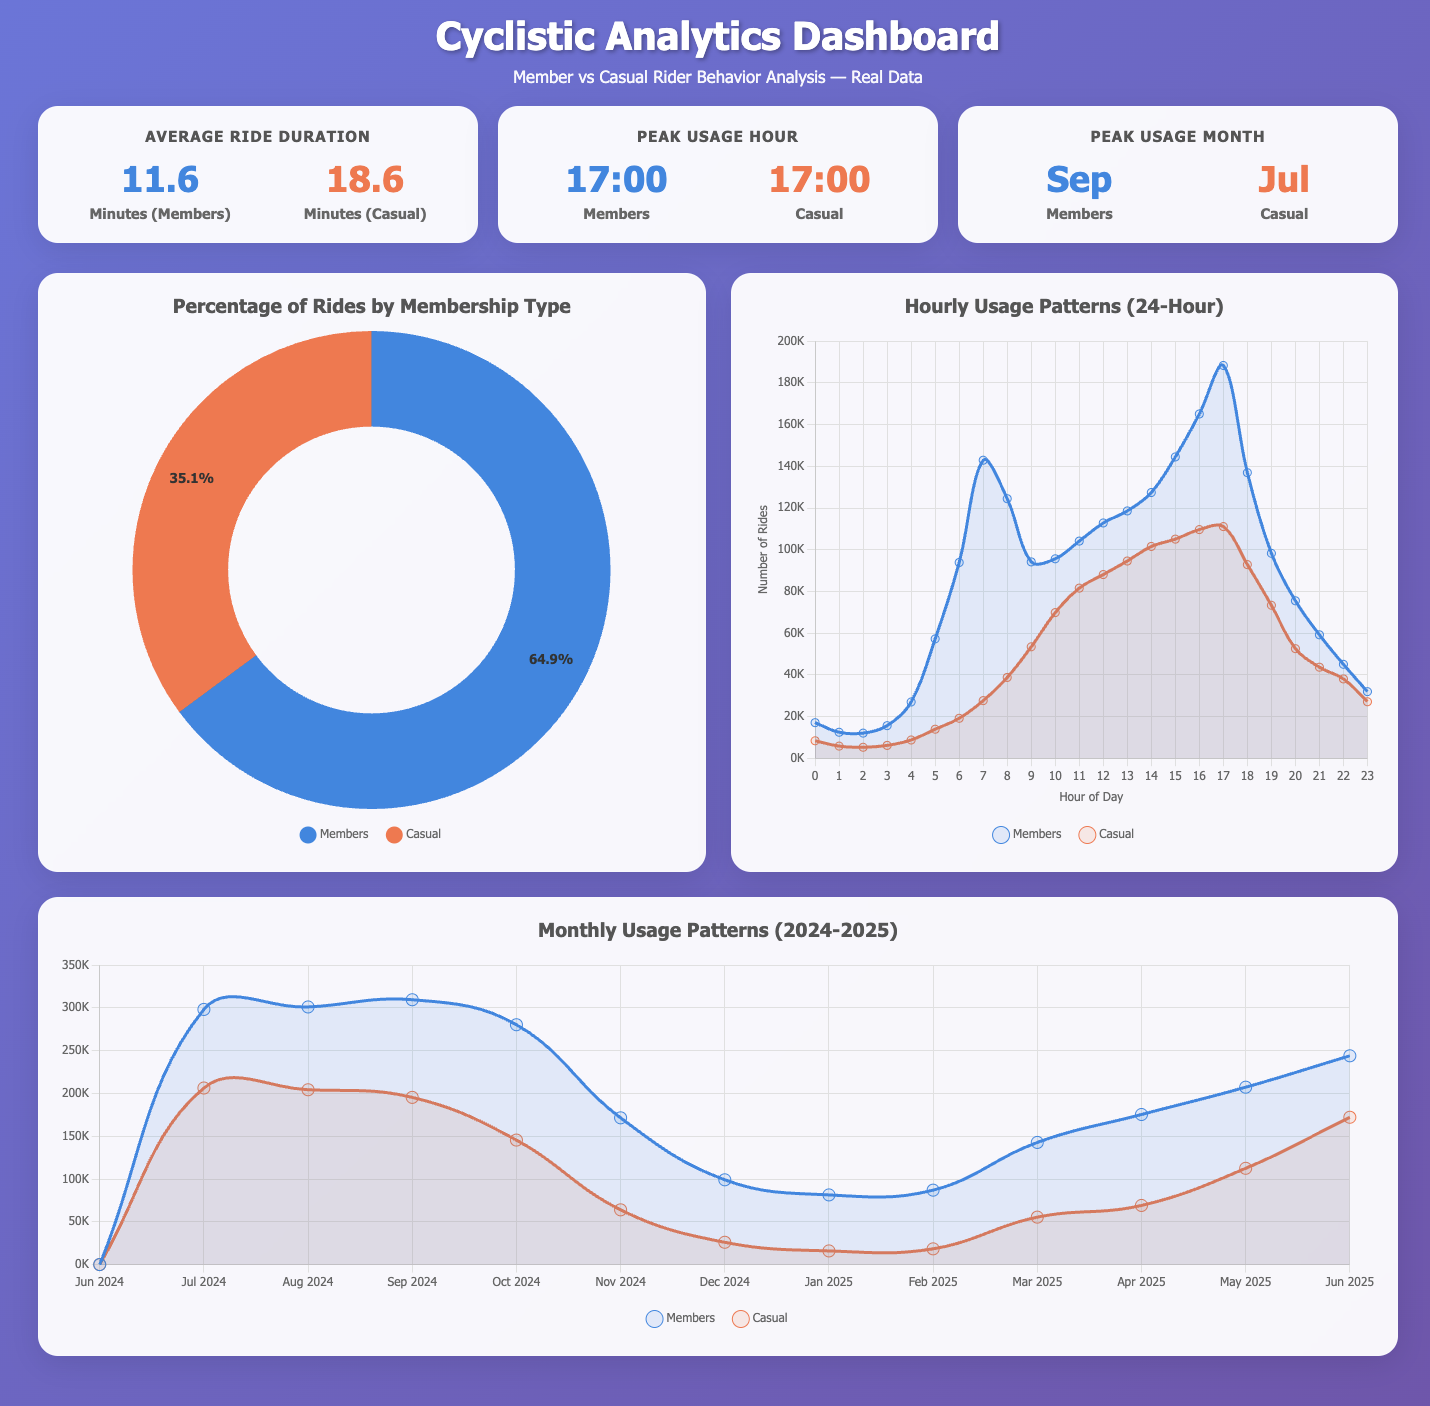 Cyclistic Analytics Dashboard
Member vs Casual Rider Behavior Analysis — Real Data
AVERAGE RIDE DURATION
11.6 18.6
Minutes (Members) Minutes (Casual)
PEAK USAGE HOUR
17:00 17:00
Members Casual
PEAK USAGE MONTH
Sep Jul
Members Casual
Percentage of Rides by Membership Type
35.1%
64.9%
Members Casual
Hourly Usage Patterns (24-Hour)
200K
180K
160K
140K
120K
100K
80K
60K
40K
20K
0K
Number of Rides
0 1 2 3 4 5 6 7 8 9 10 11 12 13 14 15 16 17 18 19 20 21 22 23
Hour of Day
Members Casual
Monthly Usage Patterns (2024-2025)
350K
300K
250K
200K
150K
100K
50K
0K
Jun 2024 Jul 2024 Aug 2024 Sep 2024 Oct 2024 Nov 2024 Dec 2024 Jan 2025 Feb 2025 Mar 2025 Apr 2025 May 2025 Jun 2025
Members Casual